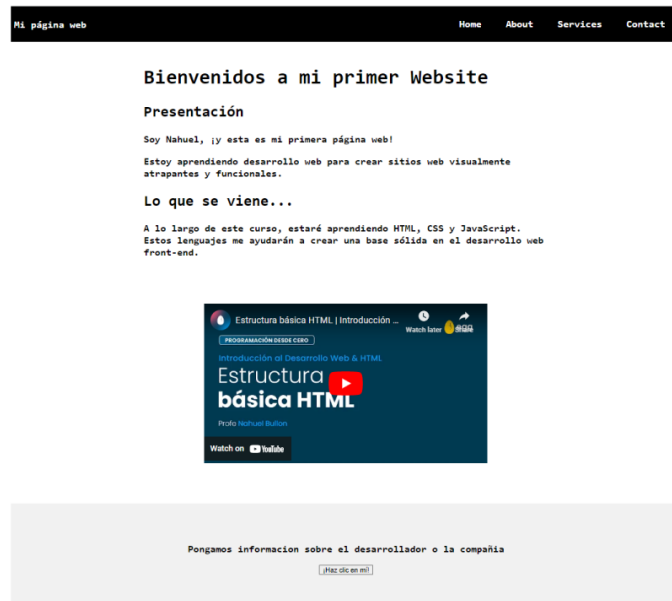 Mi página web
Home About Services Contact
Bienvenidos a mi primer Website
Presentación
Soy Nahuel, ¡y esta es mi primera página web!
Estoy aprendiendo desarrollo web para crear sitios web visualmente
atrapantes y funcionales.
Lo que se viene...
A lo largo de este curso, estaré aprendiendo HTML, CSS y JavaScript.
Estos lenguajes me ayudarán a crear una base sólida en el desarrollo web
front-end.
Estructura básica HTML | Introducción ...
Watch later
Share
egg
PROGRAMACIÓN DESDE CERO
Introducción al Desarrollo Web & HTML
Estructura
básica HTML
Profo Nahuel Bullon
Watch on YouTube
Pongamos informacion sobre el desarrollador o la compañia
¡Haz clic en mí!